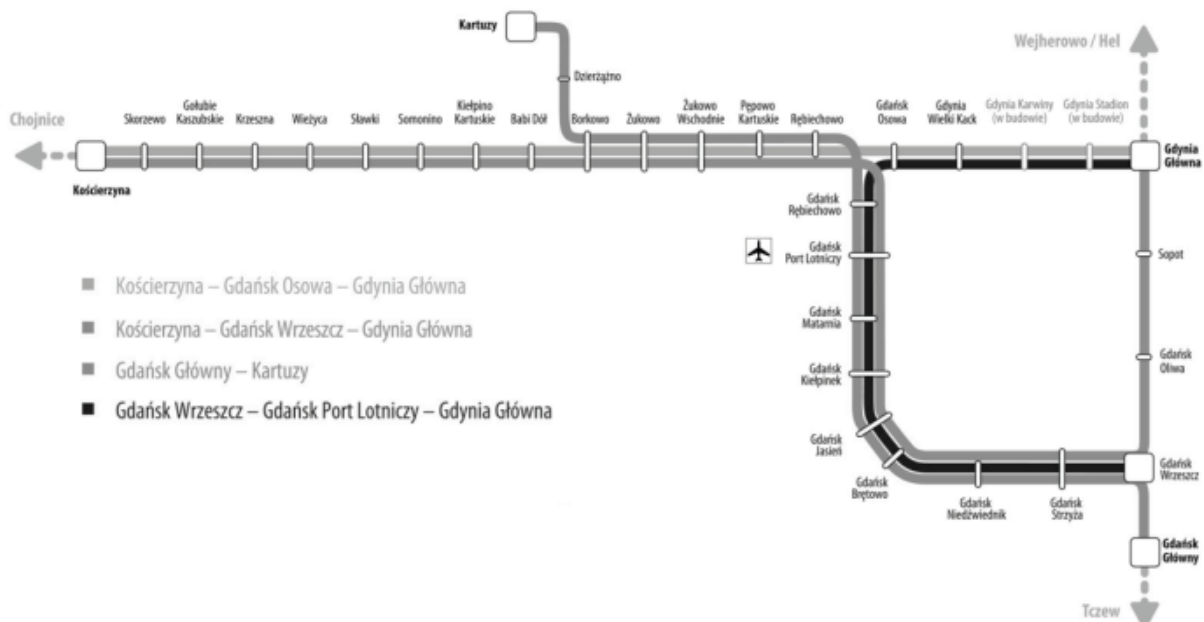 Kartuzy
Wejherowo / Hel
Dzierżążno
Chojnice
Skorzewo
Gołubie
Kaszubskie
Krzeszna
Wieżyca
Sławki
Somonino
Kiełpino
Kartuskie
Babi Dół
Borkowo
Żukowo
Żukowo
Wschodnie
Pępowo
Kartuskie
Rębiechowo
Gdańsk
Osowa
Gdynia
Wielki Kack
Gdynia Karwiny
(w budowie)
Gdynia Stadion
(w budowie)
Gdynia
Główna
Kościerzyna
Gdańsk
Rębiechowo
Gdańsk
Port Lotniczy
Sopot
Gdańsk
Matarnia
Gdańsk
Kiełpinek
Gdańsk
Oliwa
Kościerzyna – Gdańsk Osowa – Gdynia Główna
Kościerzyna – Gdańsk Wrzeszcz – Gdynia Główna
Gdańsk Główny – Kartuzy
Gdańsk Wrzeszcz – Gdańsk Port Lotniczy – Gdynia Główna
Gdańsk
Jasień
Gdańsk
Brętowo
Gdańsk
Niedźwiednik
Gdańsk
Strzyża
Gdańsk
Wrzeszcz
Gdańsk
Główny
Tczew